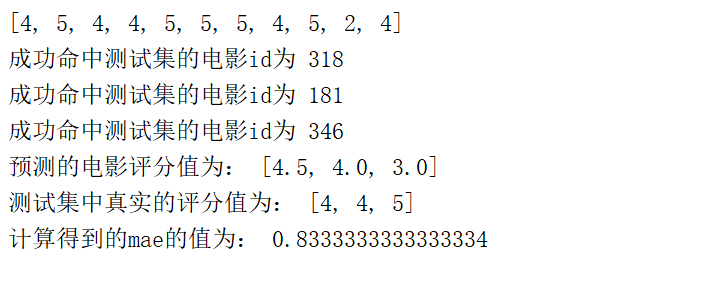 [4, 5, 4, 4, 5, 5, 5, 4, 5, 2, 4]
成功命中测试集的电影id为 318
成功命中测试集的电影id为 181
成功命中测试集的电影id为 346
预测的电影评分值为： [4.5, 4.0, 3.0]
测试集中真实的评分值为： [4, 4, 5]
计算得到的mae的值为： 0.8333333333333334